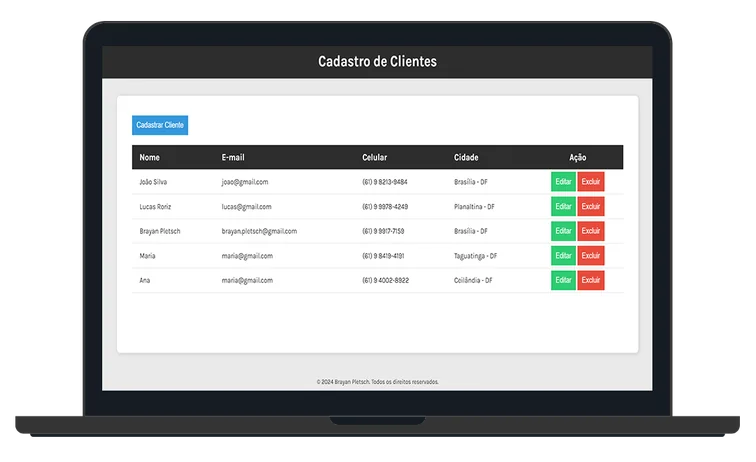 Cadastro de Clientes
Cadastrar Cliente
Nome E-mail Celular Cidade Ação
João Silva joao@gmail.com (61) 9 8213-9484 Brasília - DF Editar Excluir
Lucas Roriz lucas@gmail.com (61) 9 9978-4249 Planaltina - DF Editar Excluir
Brayan Pletsch brayan.pletsch@gmail.com (61) 9 9917-7159 Brasília - DF Editar Excluir
Maria maria@gmail.com (61) 9 8419-4191 Taguatinga - DF Editar Excluir
Ana maria@gmail.com (61) 9 4002-8922 Ceilândia - DF Editar Excluir
© 2024 Brayan Pletsch. Todos os direitos reservados.